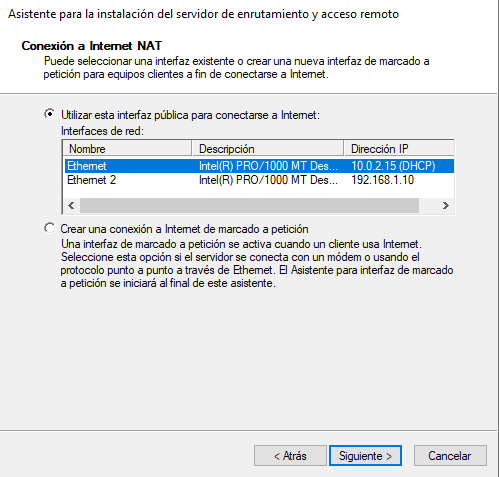 Asistente para la instalación del servidor de enrutamiento y acceso remoto
Conexión a Internet NAT
Puede seleccionar una interfaz existente o crear una nueva interfaz de marcado a
petición para equipos clientes a fin de conectarse a Internet.
Utilizar esta interfaz pública para conectarse a Internet:
Interfaces de red:
Nombre Descripción Dirección IP
Ethernet Intel(R) PRO/1000 MT Des... 10.0.2.15 (DHCP)
Ethernet 2 Intel(R) PRO/1000 MT Des... 192.168.1.10
Crear una conexión a Internet de marcado a petición
Una interfaz de marcado a petición se activa cuando un cliente usa Internet.
Seleccione esta opción si el servidor se conecta con un módem o usando el
protocolo punto a punto a través de Ethernet. El Asistente para interfaz de marcado
a petición se iniciará al final de este asistente.
< Atrás Siguiente > Cancelar